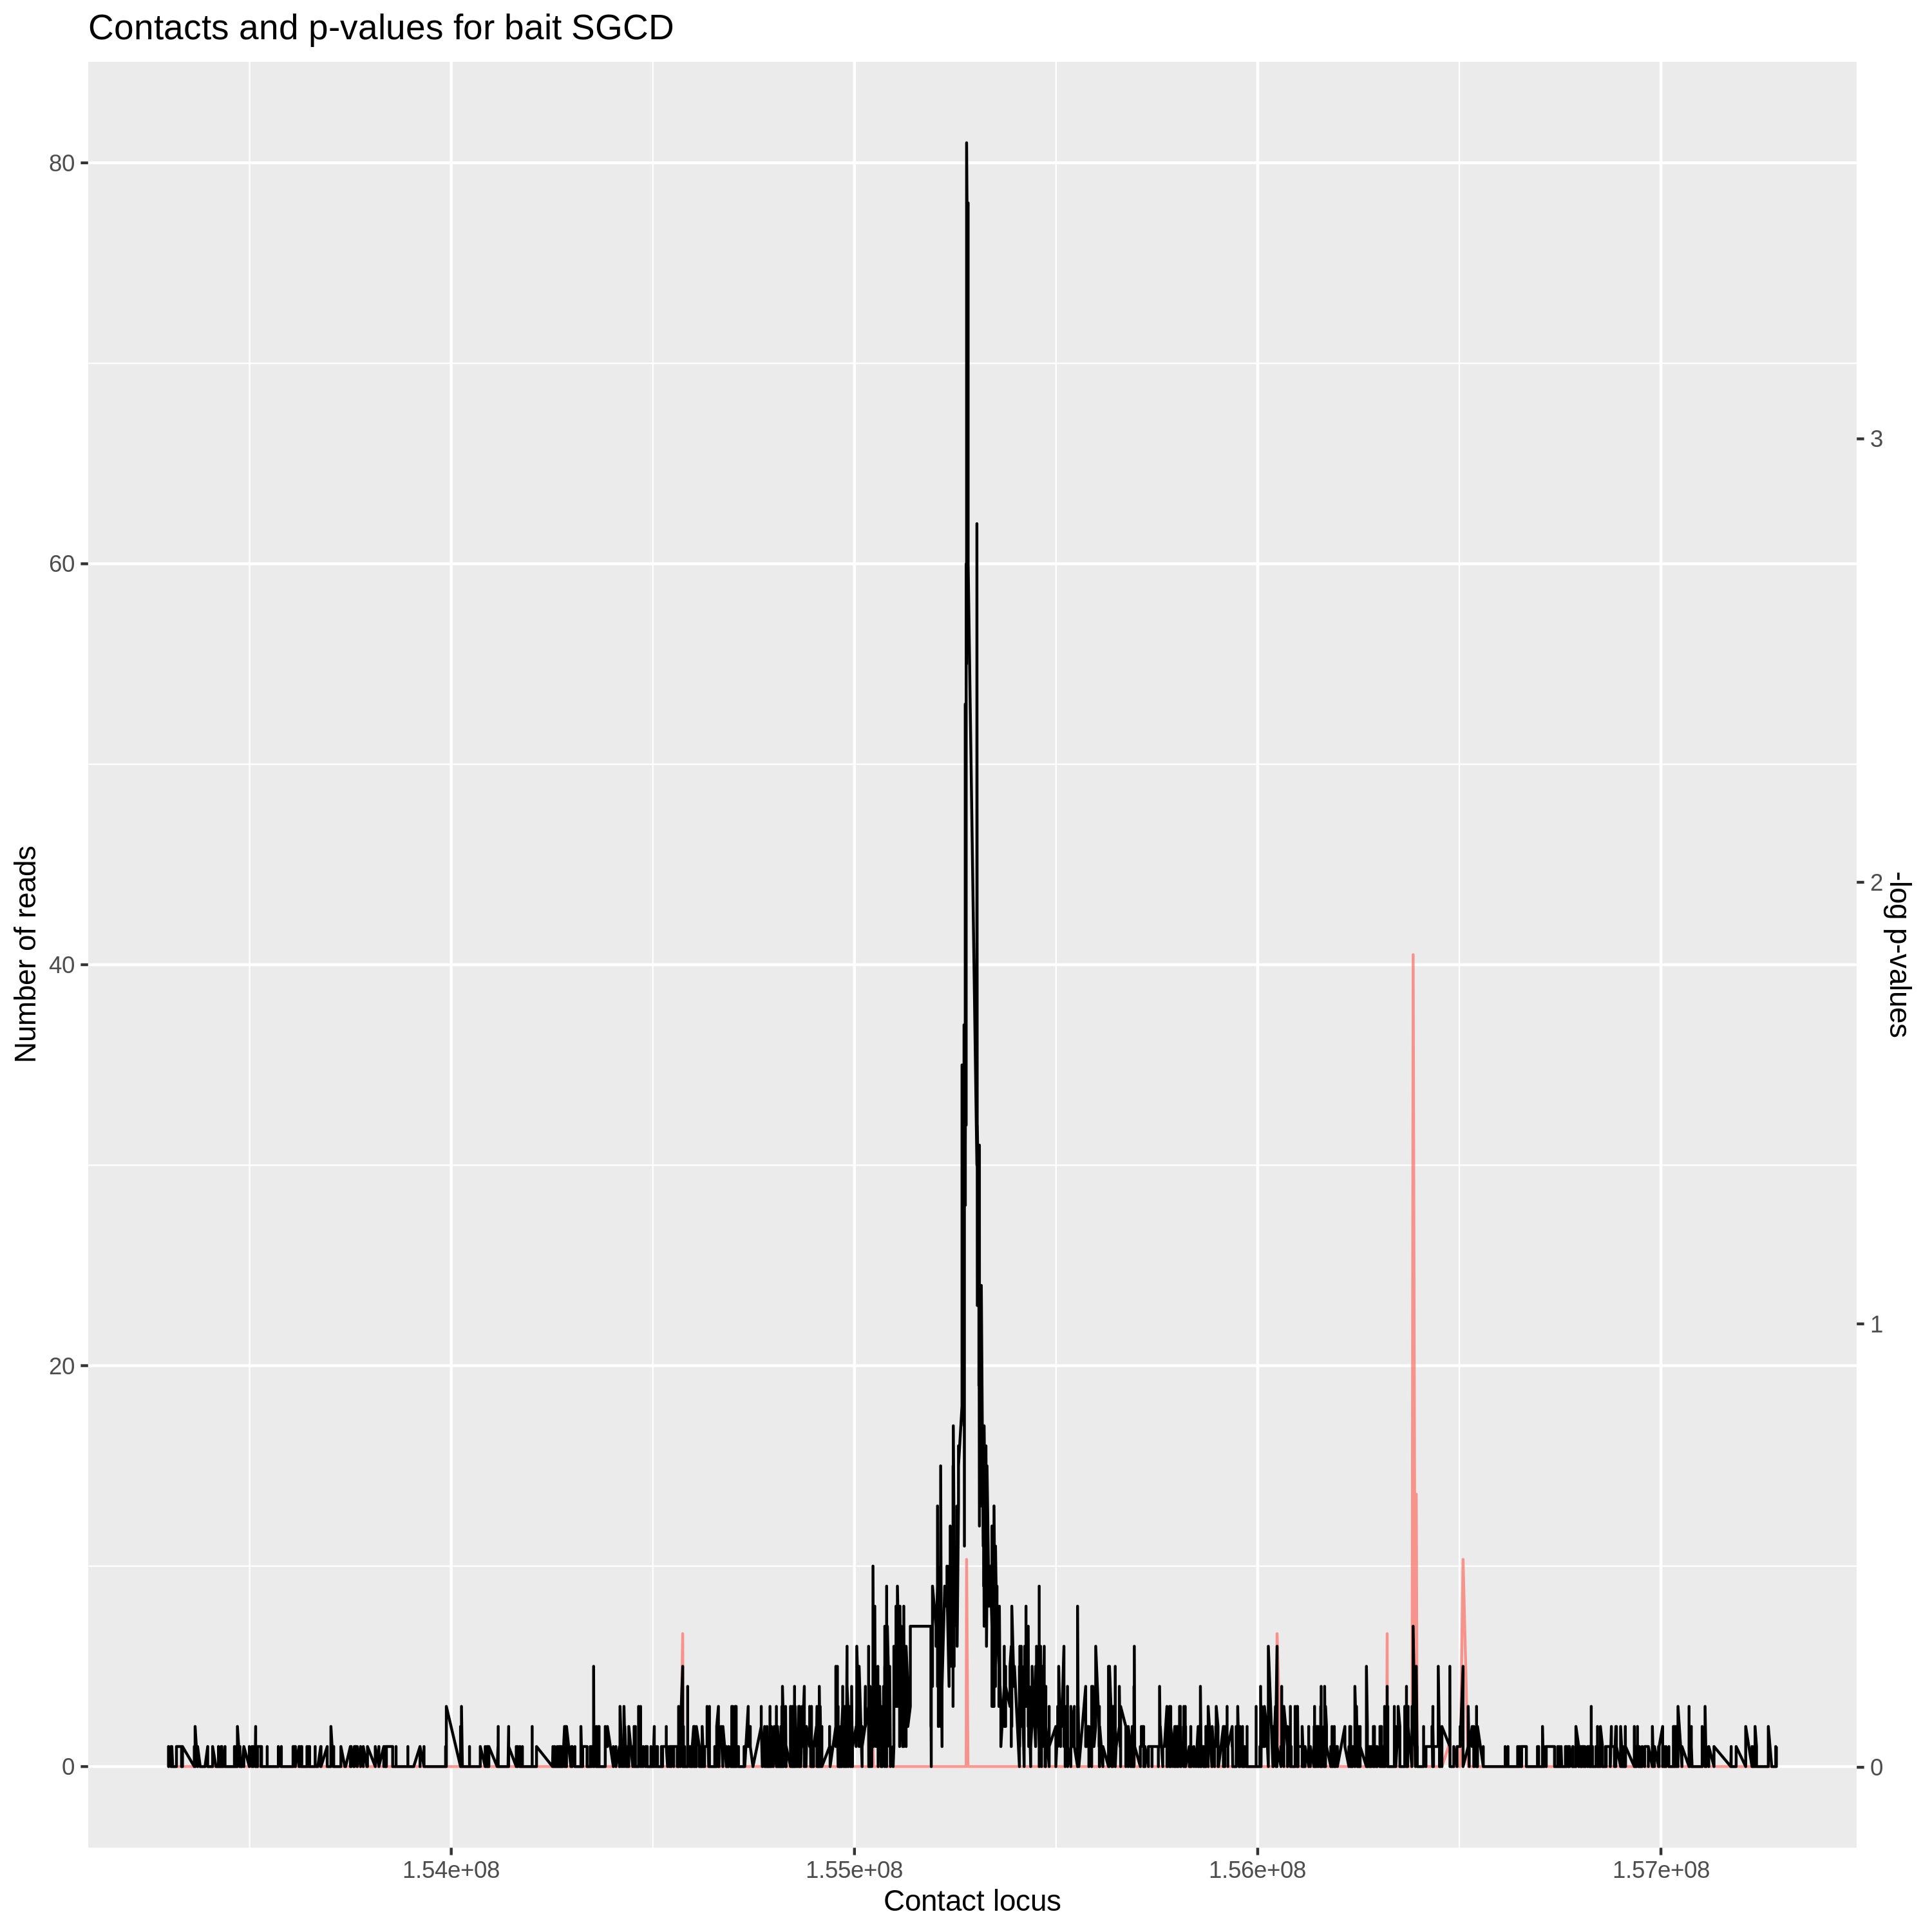 Contacts and p-values for bait SGCD
80
60
40
20
0
Number of reads
3
2
1
0
-log p-values
1.54e+08 1.55e+08 1.56e+08 1.57e+08
Contact locus